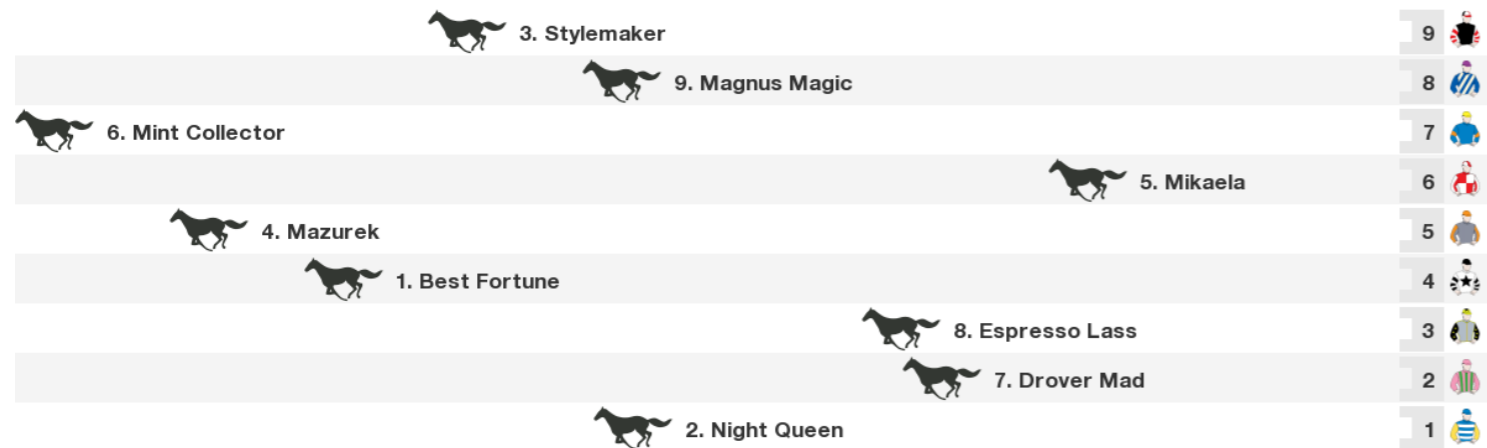 3. Stylemaker 9
9. Magnus Magic 8
6. Mint Collector 7
5. Mikaela 6
4. Mazurek 5
1. Best Fortune 4
8. Espresso Lass 3
7. Drover Mad 2
2. Night Queen 1